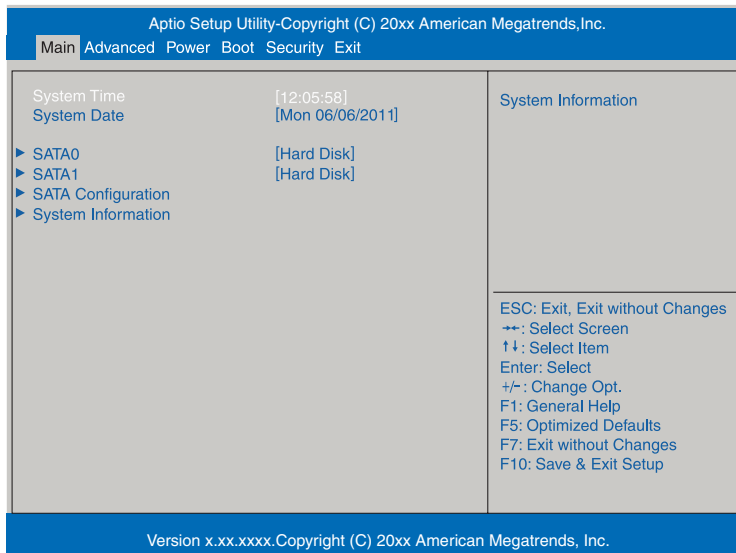 Aptio Setup Utility-Copyright (C) 20xx American Megatrends,Inc.
Main Advanced Power Boot Security Exit
System Time [12:05:58]
System Date [Mon 06/06/2011]
► SATA0 [Hard Disk]
► SATA1 [Hard Disk]
► SATA Configuration
► System Information
System Information
ESC: Exit, Exit without Changes
→←: Select Screen
↑↓: Select Item
Enter: Select
+/-: Change Opt.
F1: General Help
F5: Optimized Defaults
F7: Exit without Changes
F10: Save & Exit Setup
Version x.xx.xxxx.Copyright (C) 20xx American Megatrends, Inc.